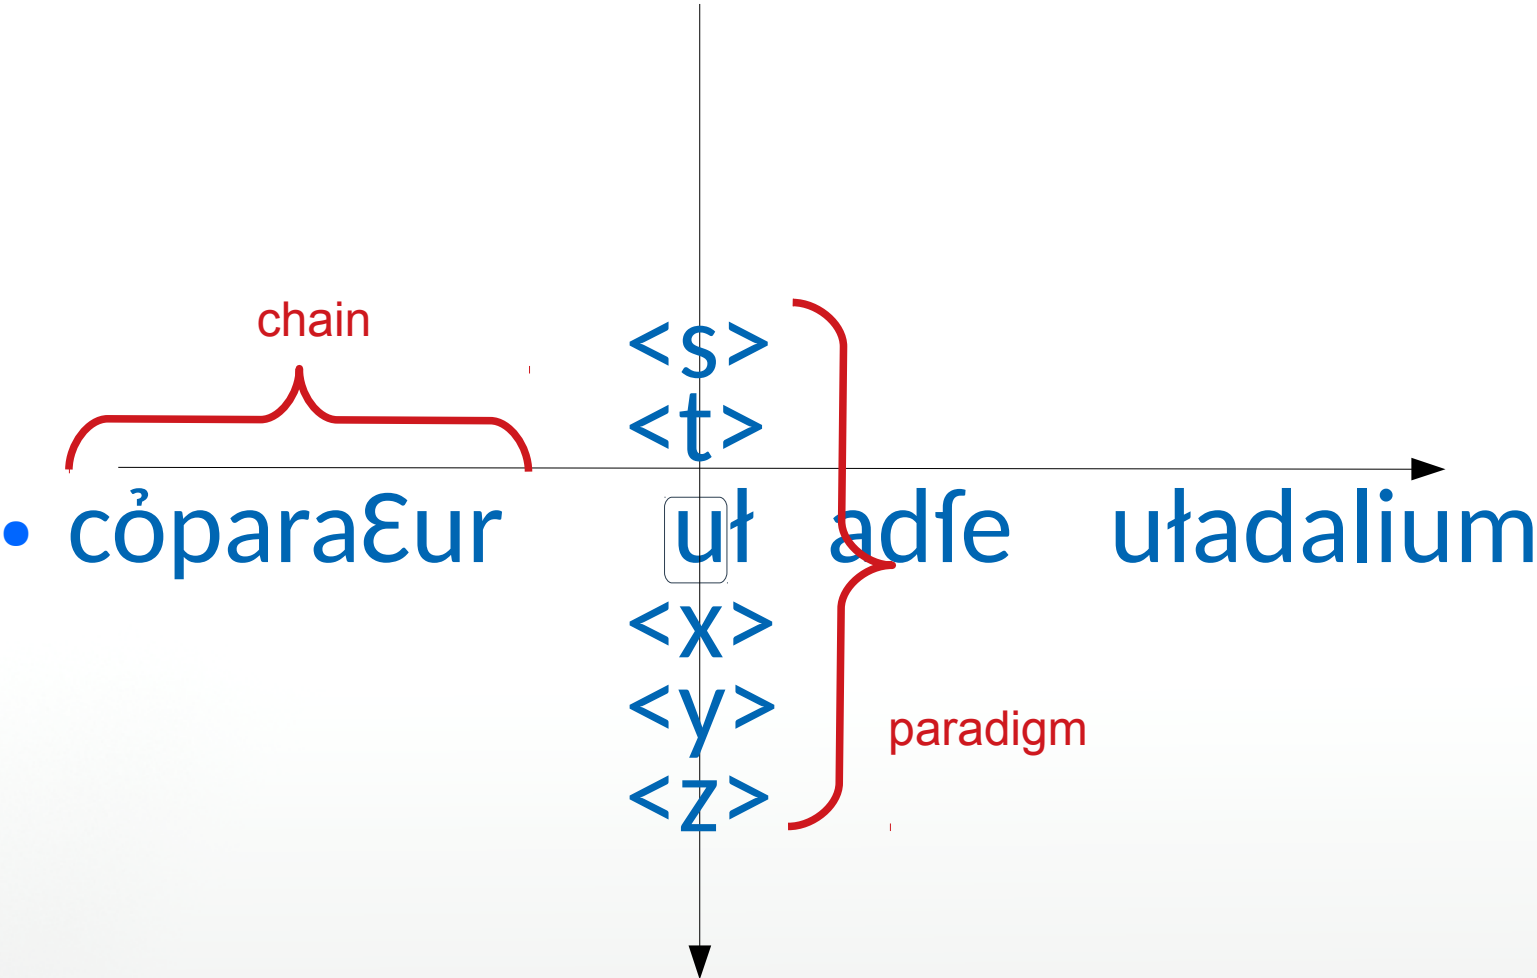 chain
<s>
<t>
• cỏparaƐur uł adſe uładalium
<x>
<y>
paradigm
<z>